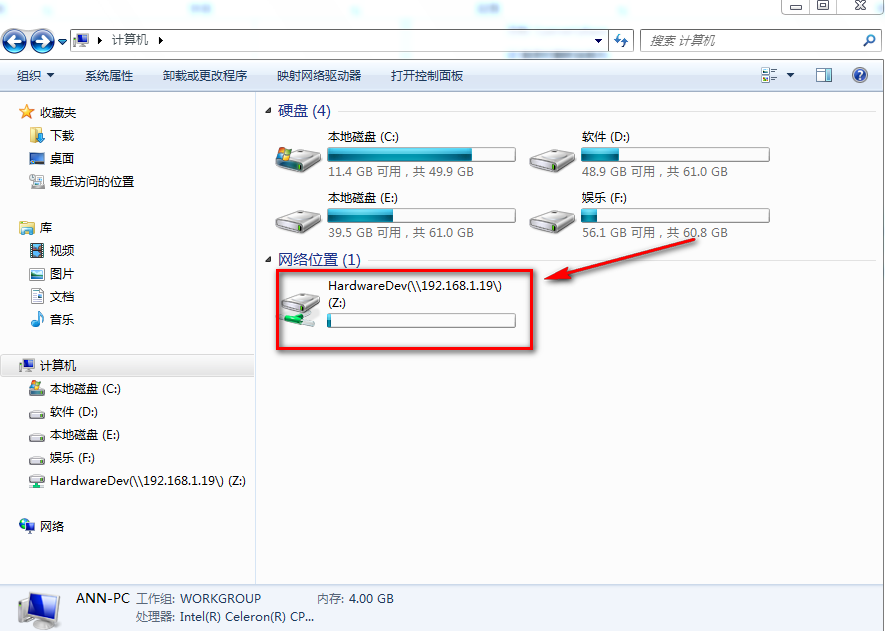 计算机
搜索 计算机
组织 系统属性 卸载或更改程序 映射网络驱动器 打开控制面板
收藏夹
下载
桌面
最近访问的位置
库
视频
图片
文档
音乐
计算机
本地磁盘 (C:)
软件 (D:)
本地磁盘 (E:)
娱乐 (F:)
HardwareDev(\\192.168.1.19\) (Z:)
网络
硬盘 (4)
本地磁盘 (C:)
11.4 GB 可用，共 49.9 GB
软件 (D:)
48.9 GB 可用，共 61.0 GB
本地磁盘 (E:)
39.5 GB 可用，共 61.0 GB
娱乐 (F:)
56.1 GB 可用，共 60.8 GB
网络位置 (1)
HardwareDev(\\192.168.1.19\)
(Z:)
ANN-PC 工作组: WORKGROUP 内存: 4.00 GB
处理器: Intel(R) Celeron(R) CP...